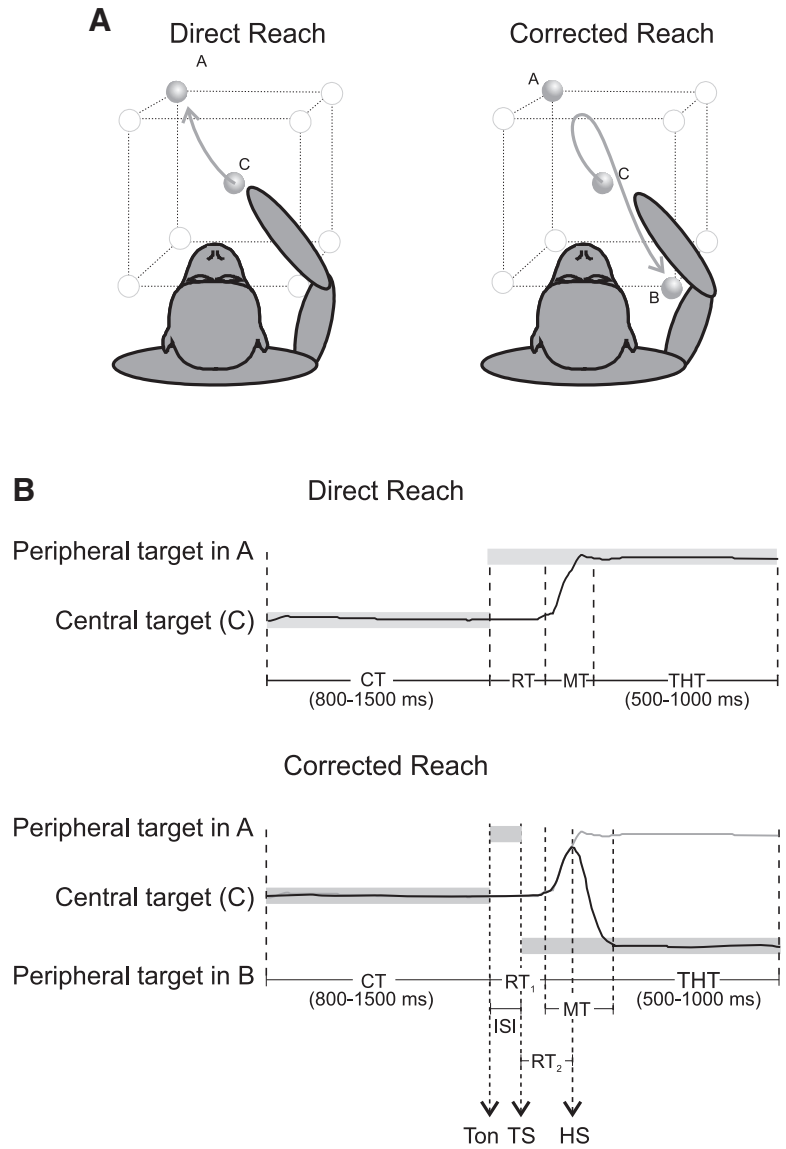 A
Direct Reach
Corrected Reach
A
C
A
C
B
B
Direct Reach
Peripheral target in A
Central target (C)
CT RT MT THT
(800-1500 ms) (500-1000 ms)
Corrected Reach
Peripheral target in A
Central target (C)
Peripheral target in B
CT RT1 THT
(800-1500 ms) (500-1000 ms)
MT
ISI
RT2
Ton TS HS